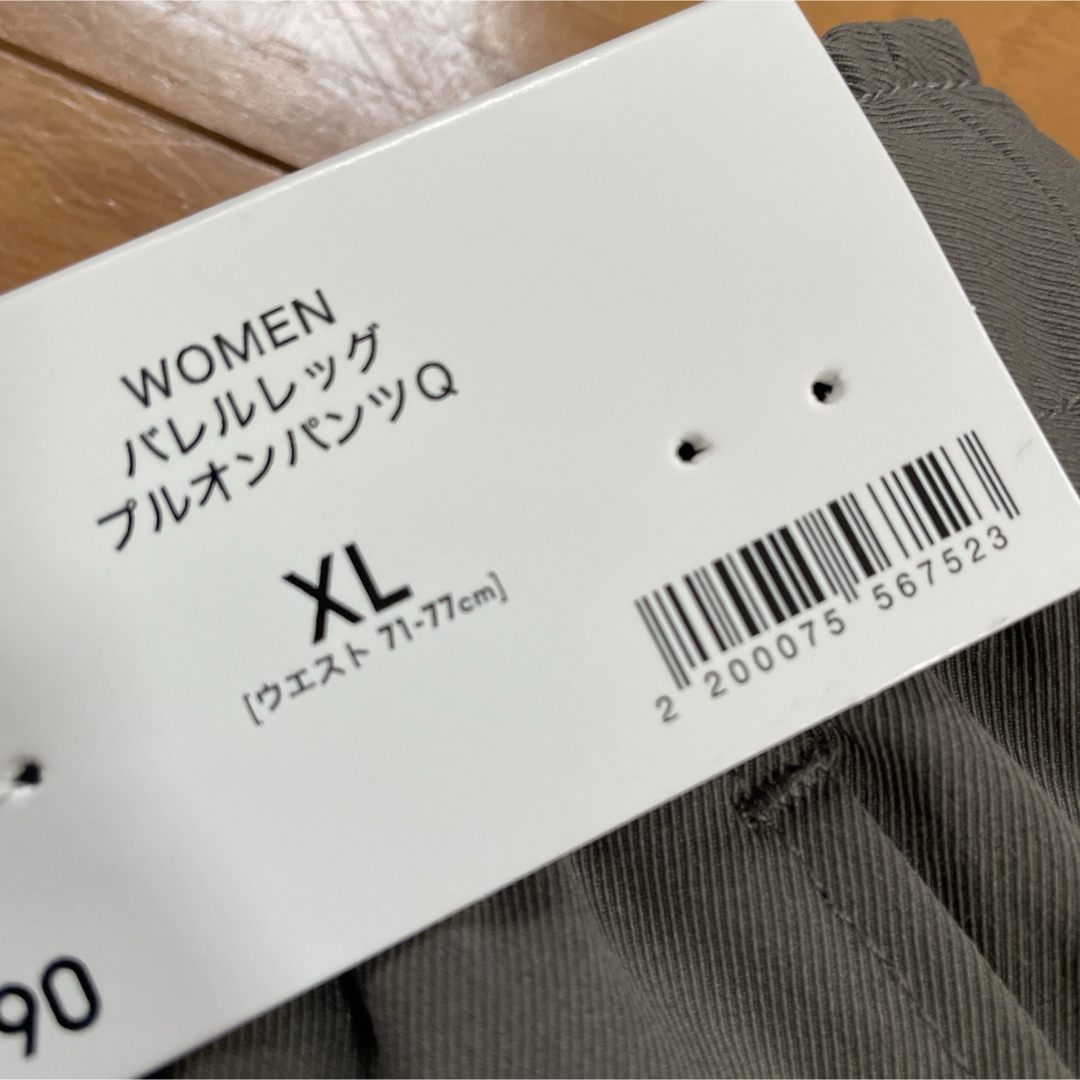 WOMEN
バレルレッグ
プルオンパンツQ
XL
[ウエスト 71-77cm]
2 200075 567523
90